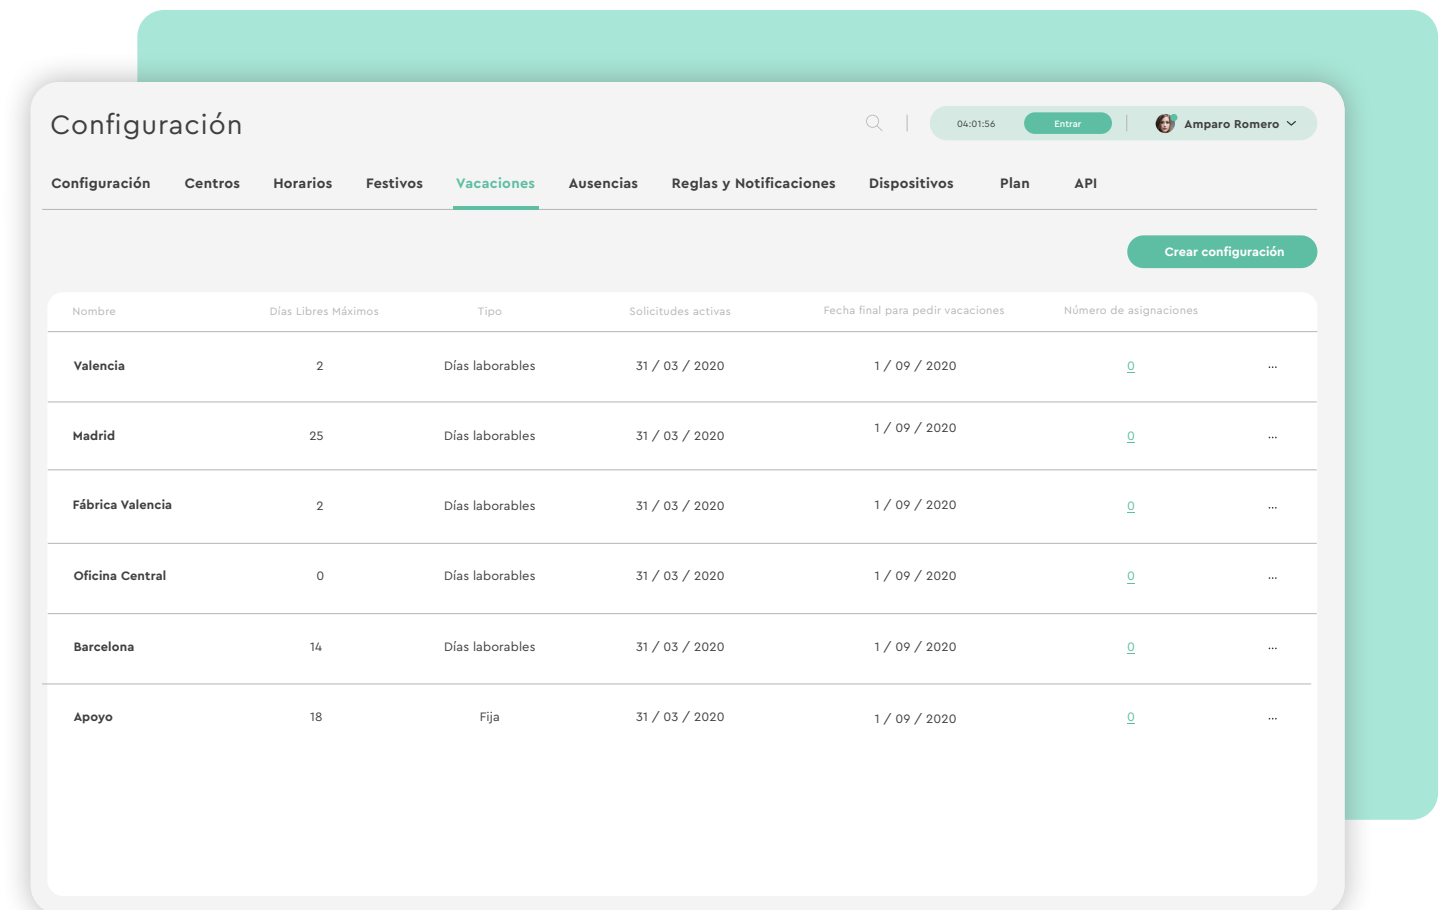 Configuración
04:01:56 Entrar Amparo Romero
Configuración Centros Horarios Festivos Vacaciones Ausencias Reglas y Notificaciones Dispositivos Plan API
Crear configuración
Nombre Días Libres Máximos Tipo Solicitudes activas Fecha final para pedir vacaciones Número de asignaciones
Valencia 2 Días laborables 31 / 03 / 2020 1 / 09 / 2020 0 ...
Madrid 25 Días laborables 31 / 03 / 2020 1 / 09 / 2020 0 ...
Fábrica Valencia 2 Días laborables 31 / 03 / 2020 1 / 09 / 2020 0 ...
Oficina Central 0 Días laborables 31 / 03 / 2020 1 / 09 / 2020 0 ...
Barcelona 14 Días laborables 31 / 03 / 2020 1 / 09 / 2020 0 ...
Apoyo 18 Fija 31 / 03 / 2020 1 / 09 / 2020 0 ...